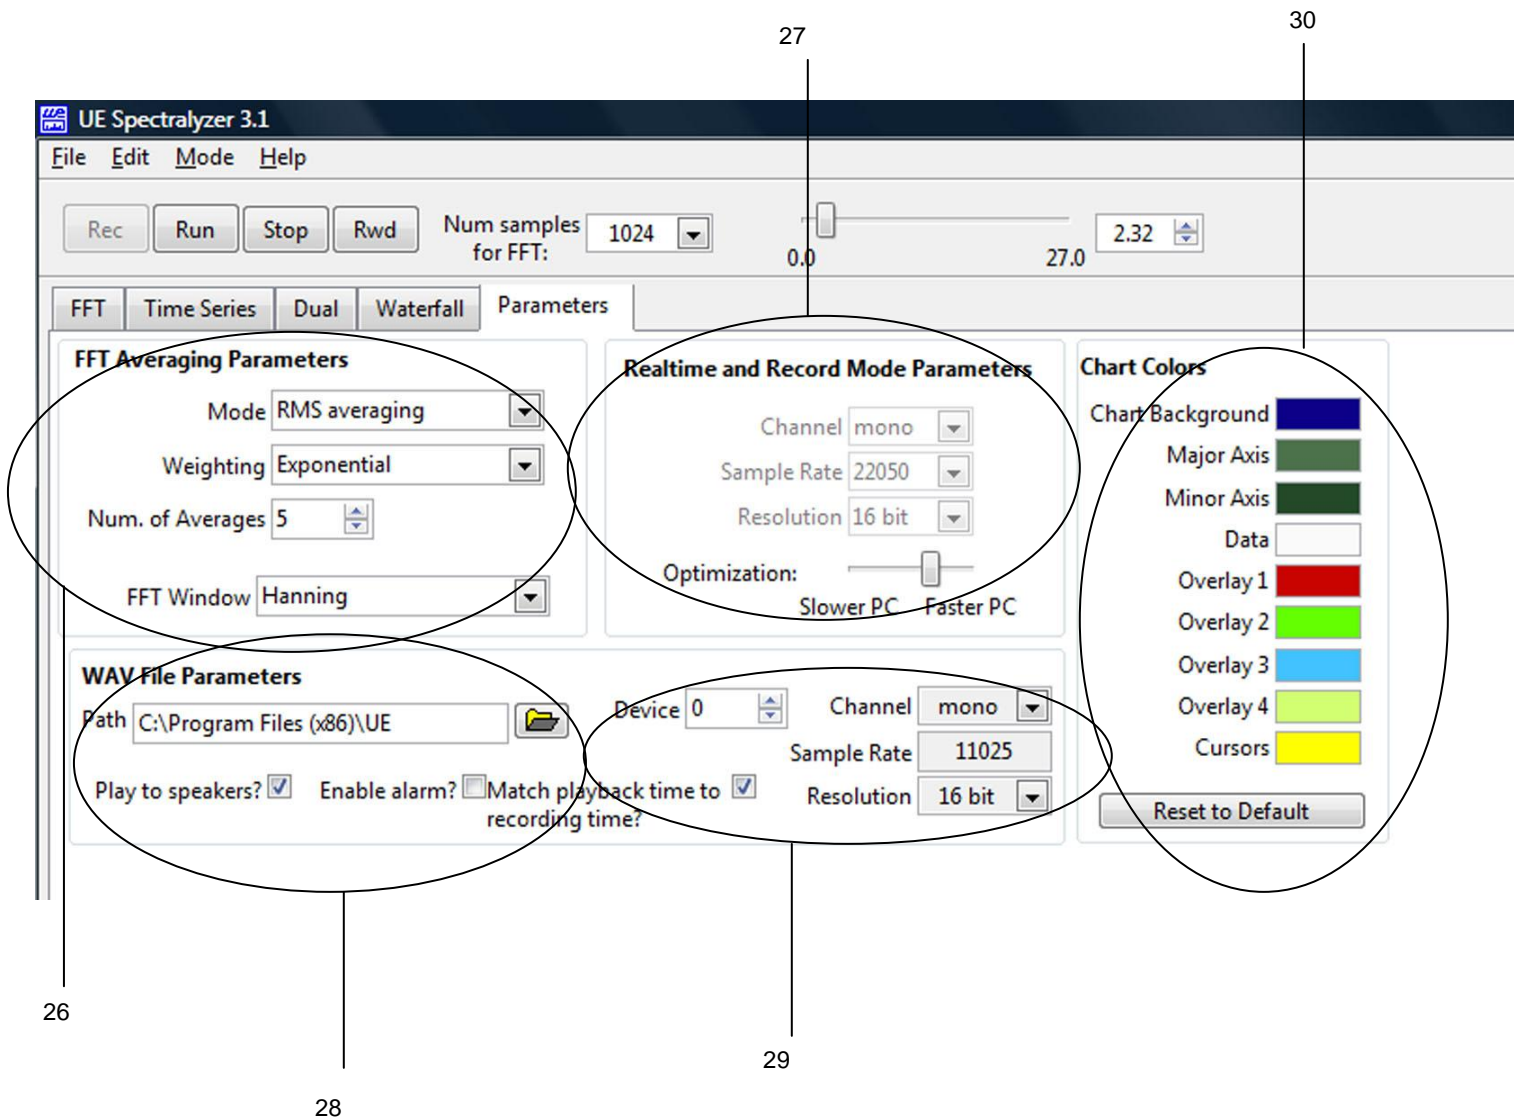 27
30
UE Spectralyzer 3.1
File Edit Mode Help
Rec Run Stop Rwd Num samples for FFT: 1024 0.0 27.0 2.32
FFT Time Series Dual Waterfall Parameters
FFT Averaging Parameters
Mode RMS averaging
Weighting Exponential
Num. of Averages 5
FFT Window Hanning
Realtime and Record Mode Parameters
Channel mono
Sample Rate 22050
Resolution 16 bit
Optimization:
Slower PC Faster PC
Chart Colors
Chart Background
Major Axis
Minor Axis
Data
Overlay 1
Overlay 2
Overlay 3
Overlay 4
Cursors
Reset to Default
WAV File Parameters
Path C:\Program Files (x86)\UE
Play to speakers? Enable alarm? Match playback time to
recording time?
Device 0 Channel mono
Sample Rate 11025
Resolution 16 bit
26
29
28